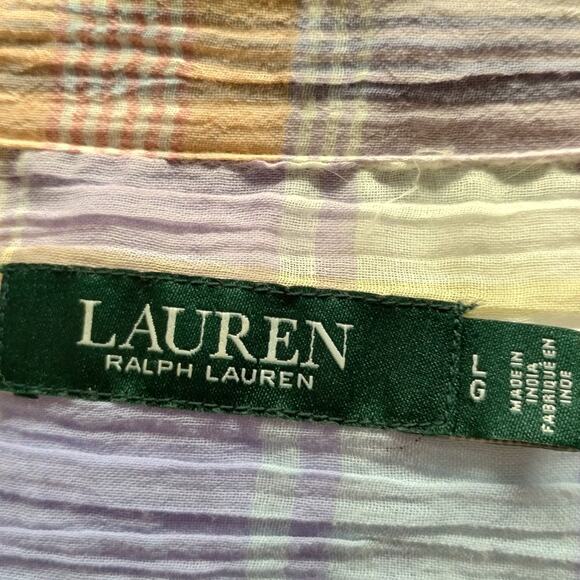 LAUREN
RALPH LAUREN
L
G
MADE IN
INDIA
FABRIQUÉ EN
INDE